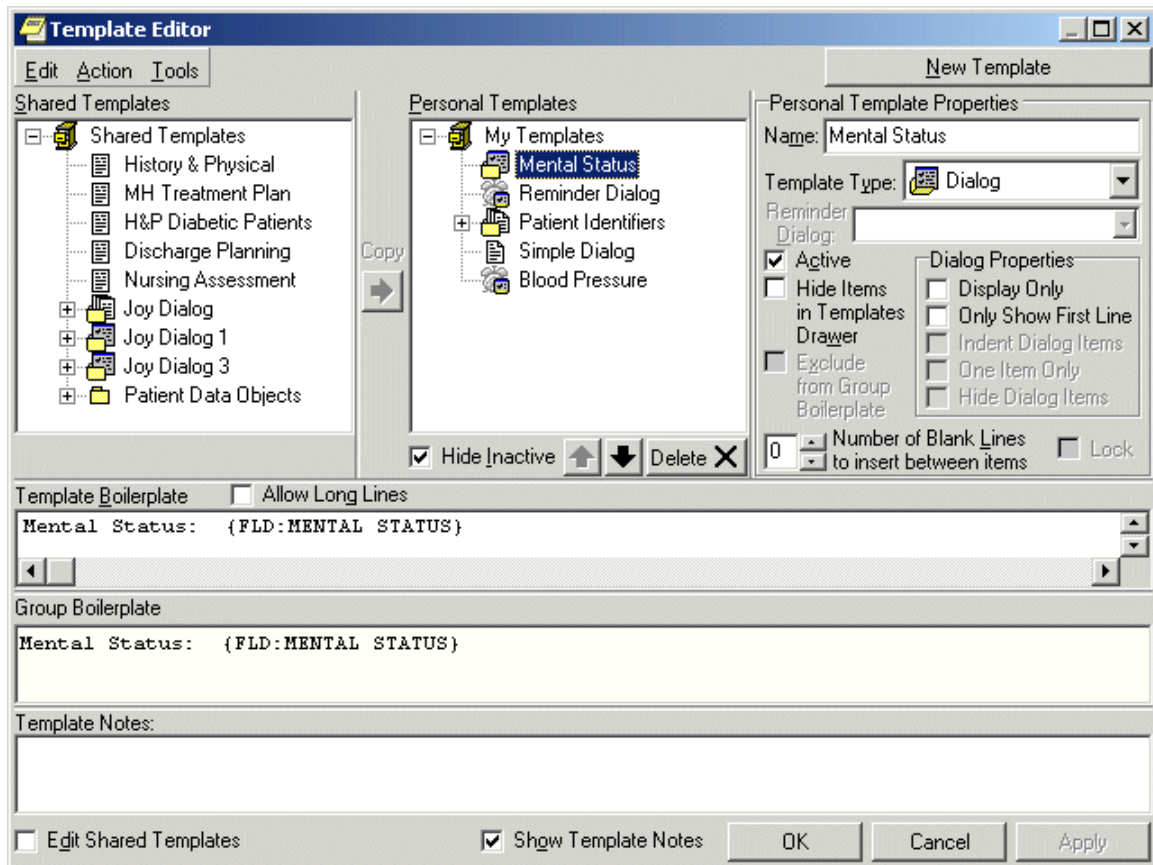 Template Editor
Edit Action Tools
New Template
Shared Templates
Shared Templates
History & Physical
MH Treatment Plan
H&P Diabetic Patients
Discharge Planning
Nursing Assessment
Joy Dialog
Joy Dialog 1
Joy Dialog 3
Patient Data Objects
Copy
Personal Templates
My Templates
Mental Status
Reminder Dialog
Patient Identifiers
Simple Dialog
Blood Pressure
Hide Inactive
Delete
Personal Template Properties
Name: Mental Status
Template Type: Dialog
Reminder
Dialog:
Active
Hide Items
in Templates
Drawer
Exclude
from Group
Boilerplate
Dialog Properties
Display Only
Only Show First Line
Indent Dialog Items
One Item Only
Hide Dialog Items
0 Number of Blank Lines
to insert between items
Lock
Template Boilerplate Allow Long Lines
Mental Status: {FLD:MENTAL STATUS}
Group Boilerplate
Mental Status: {FLD:MENTAL STATUS}
Template Notes:
Edit Shared Templates Show Template Notes OK Cancel Apply